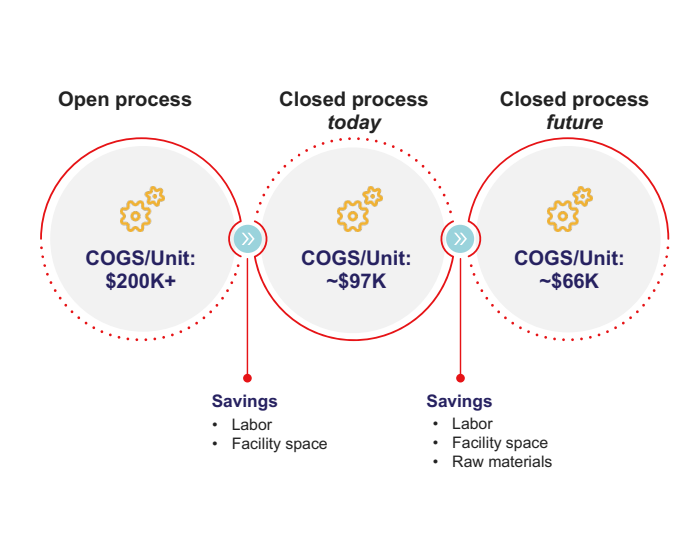 Open process
Closed process
today
Closed process
future
COGS/Unit:
$200K+
COGS/Unit:
~$97K
COGS/Unit:
~$66K
Savings
• Labor
• Facility space
Savings
• Labor
• Facility space
• Raw materials